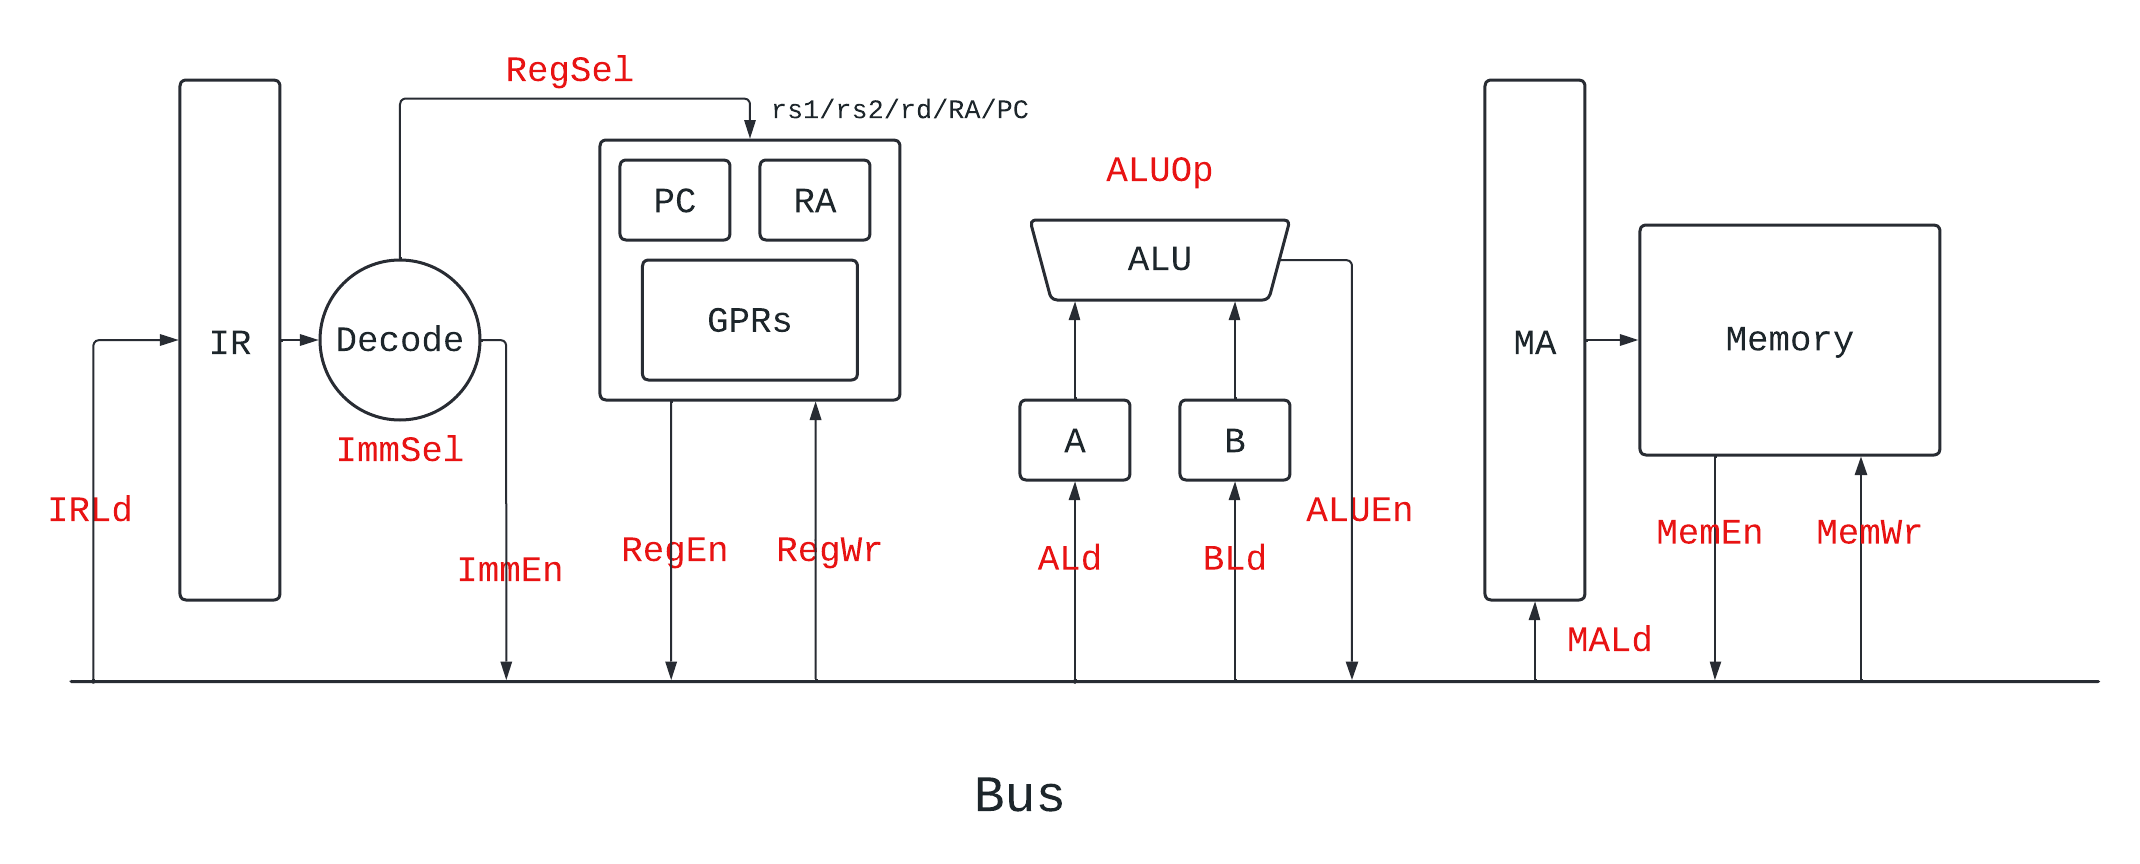 RegSel
rs1/rs2/rd/RA/PC
PC
RA
GPRs
IR
Decode
ImmSel
IRLd
ImmEn
RegEn
RegWr
ALUOp
ALU
A
B
ALd
BLd
ALUEn
MA
Memory
MALd
MemEn
MemWr
Bus